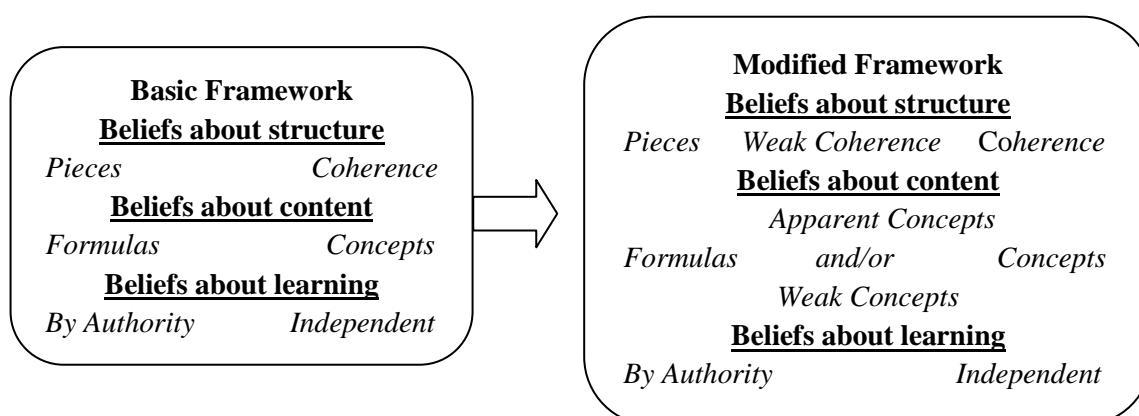 Basic Framework
Beliefs about structure
Pieces Coherence
Beliefs about content
Formulas Concepts
Beliefs about learning
By Authority Independent
Modified Framework
Beliefs about structure
Pieces Weak Coherence Coherence
Beliefs about content
Apparent Concepts
Formulas and/or Concepts
Weak Concepts
Beliefs about learning
By Authority Independent